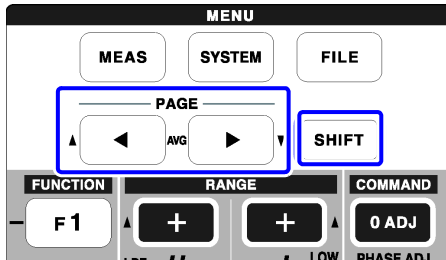 MENU
MEAS SYSTEM FILE
PAGE
AVG
SHIFT
FUNCTION RANGE COMMAND
F1 + + 0 ADJ
LOW
PHASE ADJ